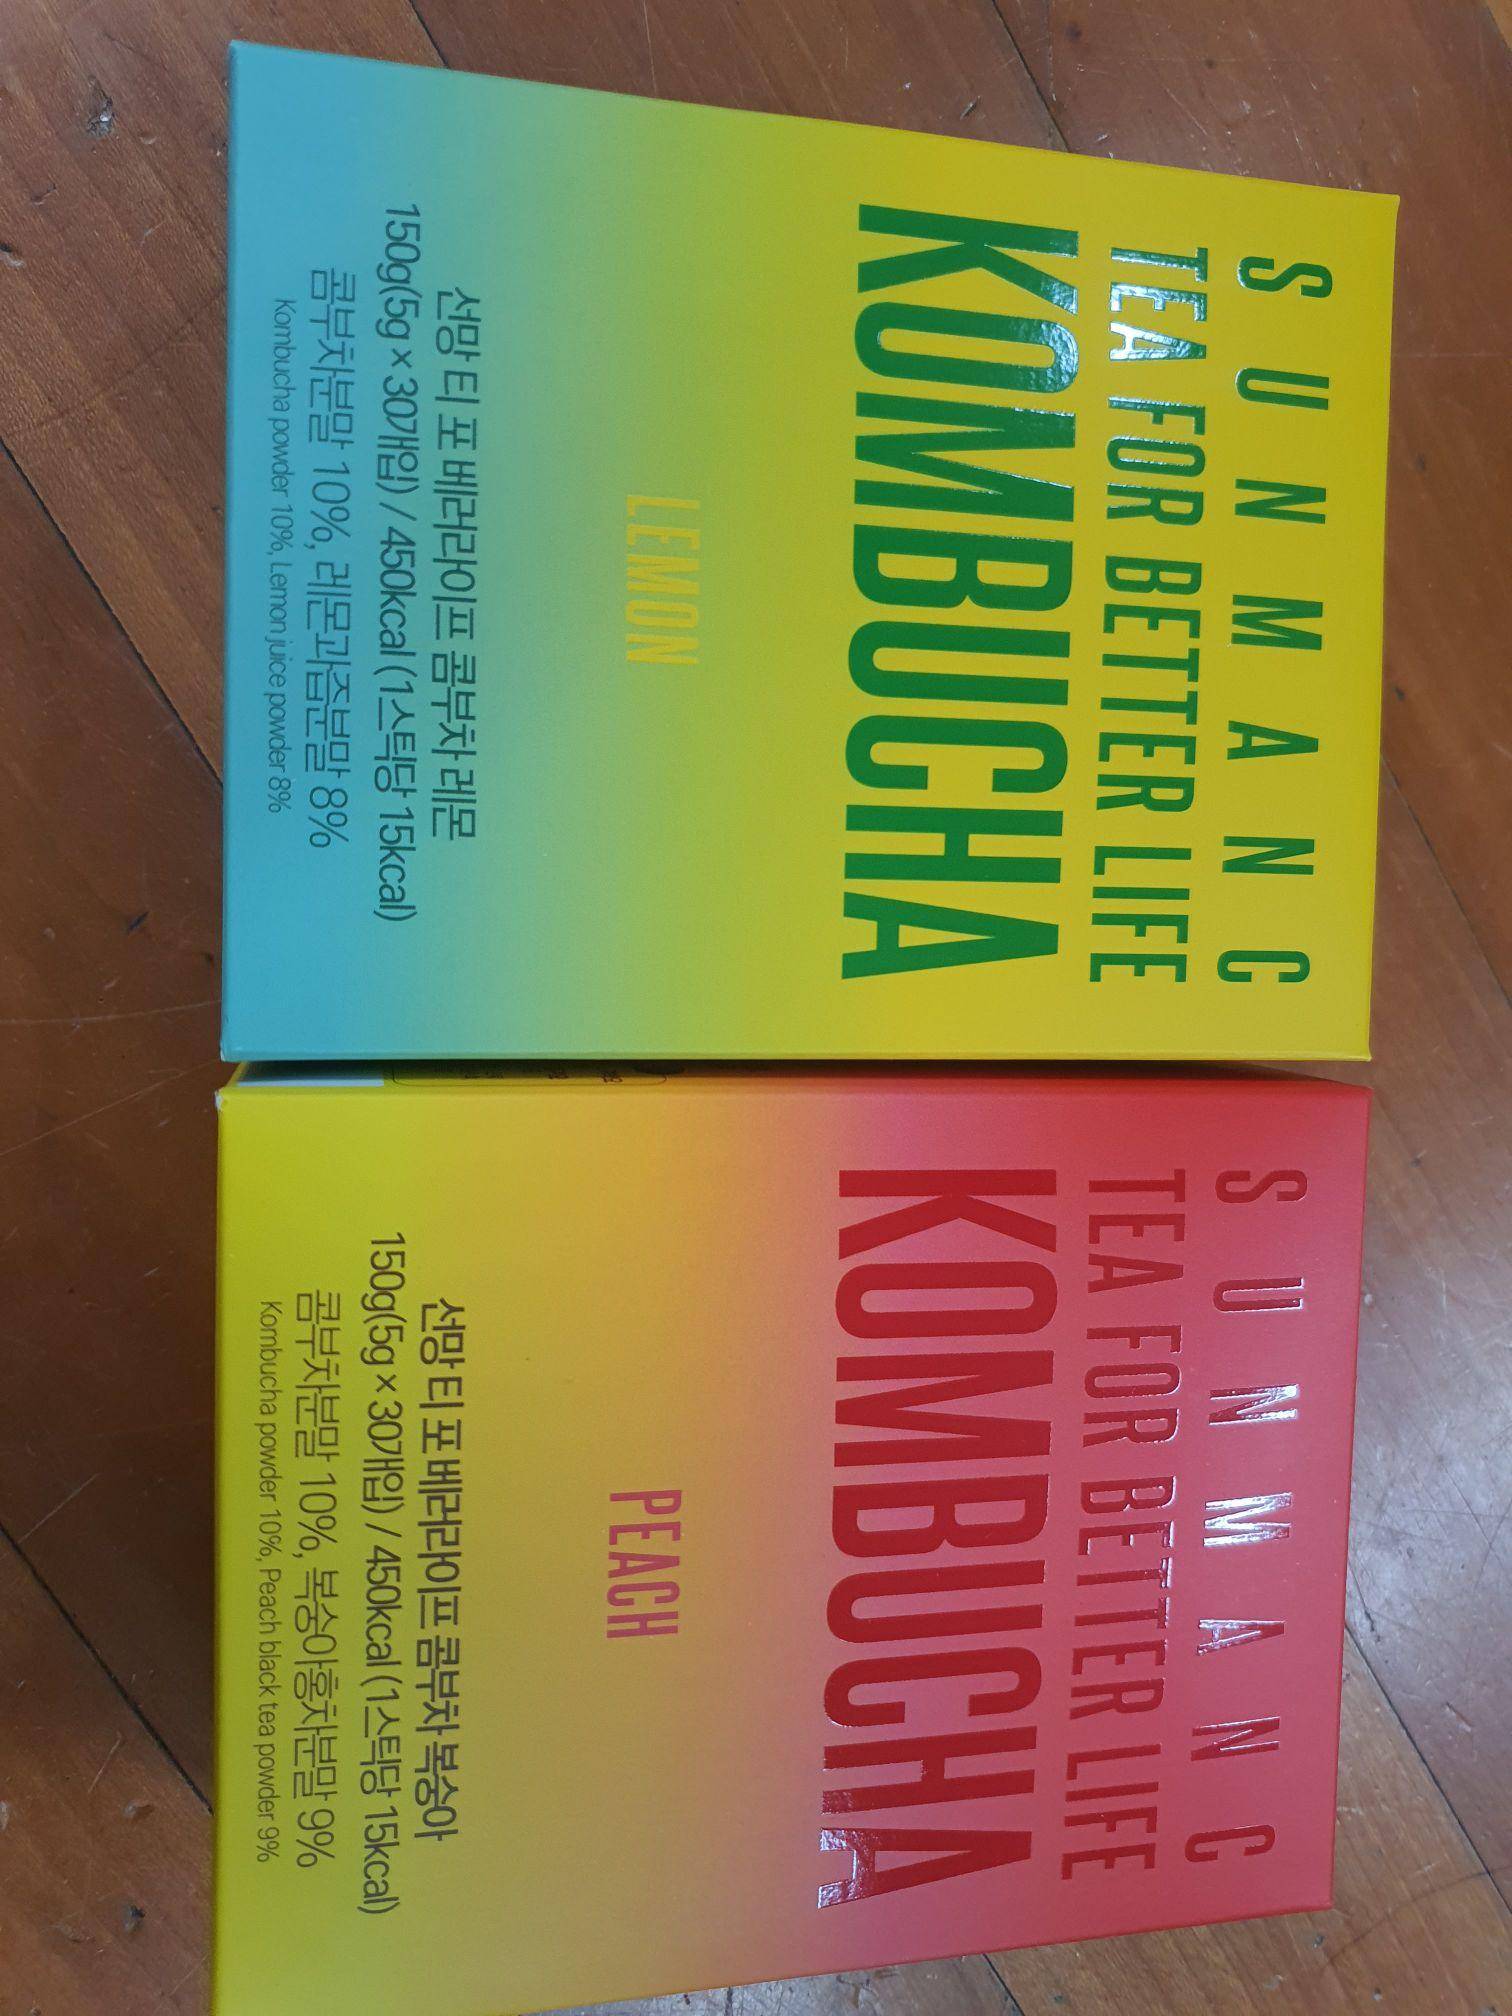 SUNMANG
TEA FOR BETTER LIFE
KOMBUCHA
LEMON
선망 티 포 베러라이프 콤부차 레몬
150g(5g x 30개입) / 450kcal (1스틱당 15kcal)
콤부차분말 10%, 레몬과즙분말 8%
Kombucha powder 10%, Lemon juice powder 8%
SUNMANG
TEA FOR BETTER LIFE
KOMBUCHA
PEACH
선망 티 포 베러라이프 콤부차 복숭아
150g(5g x 30개입) / 450kcal (1스틱당 15kcal)
콤부차분말 10%, 복숭아홍차분말 9%
Kombucha powder 10%, Peach black tea powder 9%